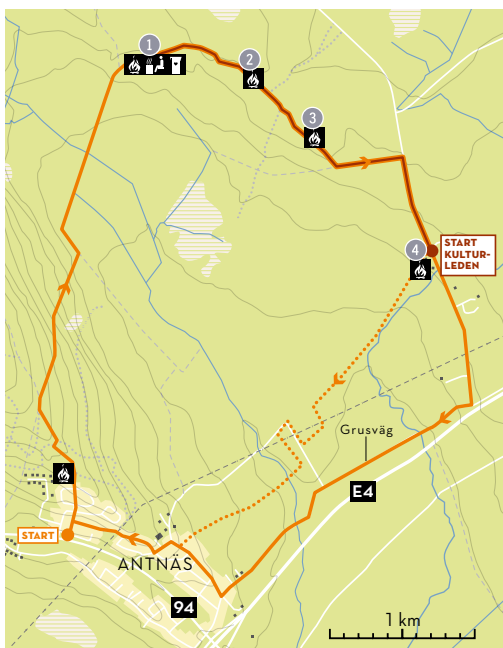 1
2
3
4
START
KULTUR-
LEDEN
Grusväg
E4
START
ANTNÄS
94
1 km